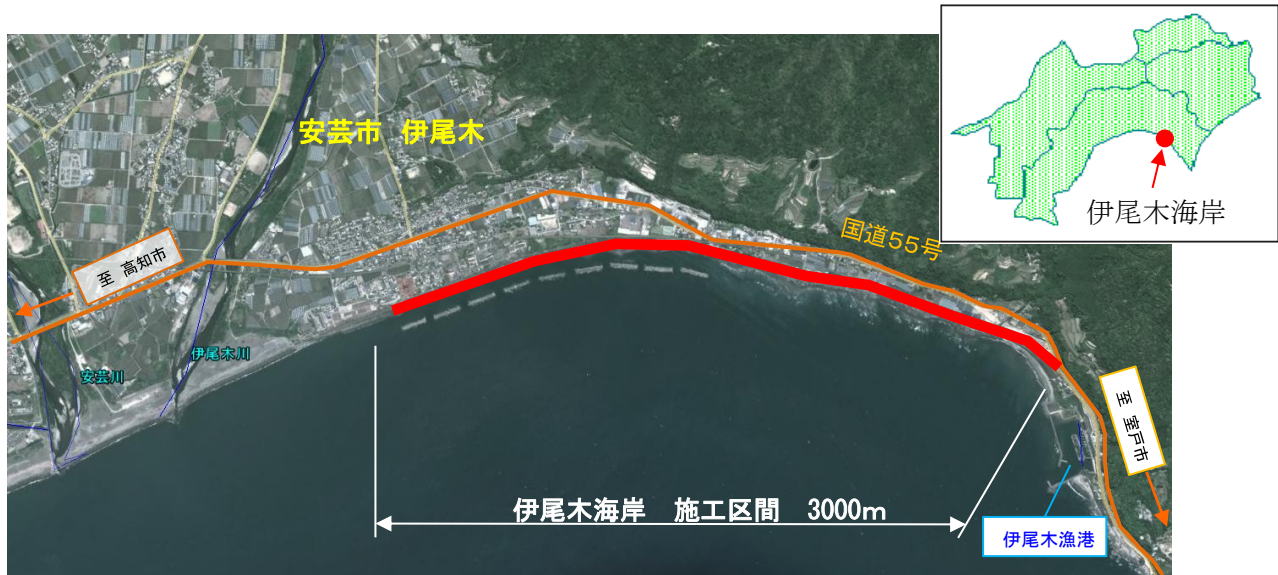 安芸市 伊尾木
伊尾木海岸
国道55号
至 高知市
伊尾木川
安芸川
至 室戸市
伊尾木海岸 施工区間 3000m
伊尾木漁港